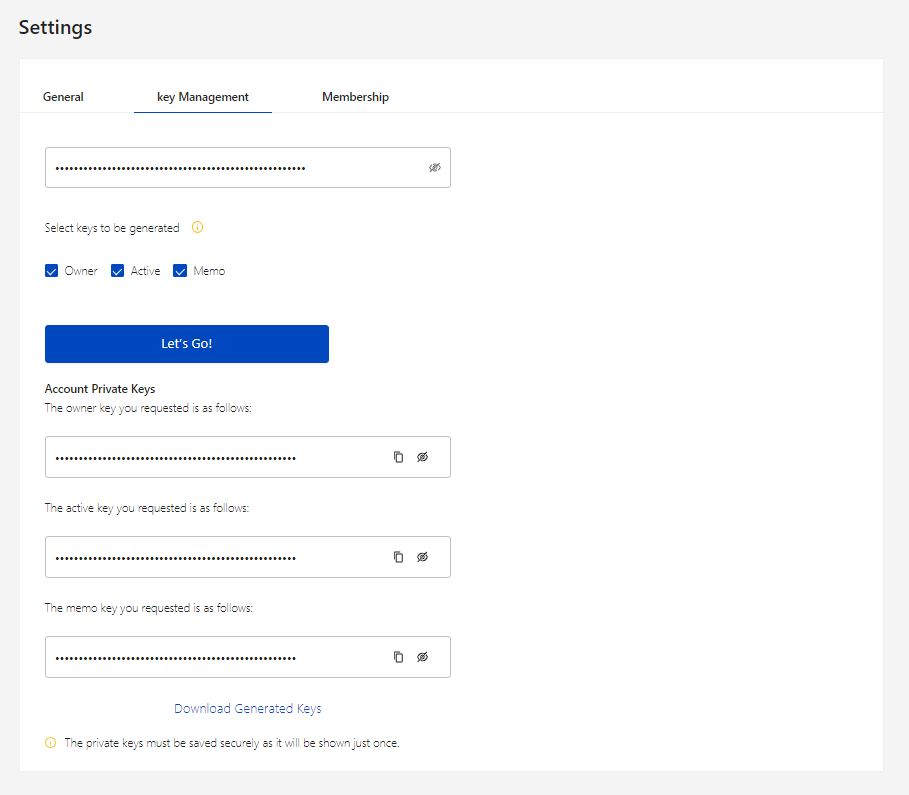 Settings
General key Management Membership
Select keys to be generated
Owner Active Memo
Let's Go!
Account Private Keys
The owner key you requested is as follows:
The active key you requested is as follows:
The memo key you requested is as follows:
Download Generated Keys
The private keys must be saved securely as it will be shown just once.